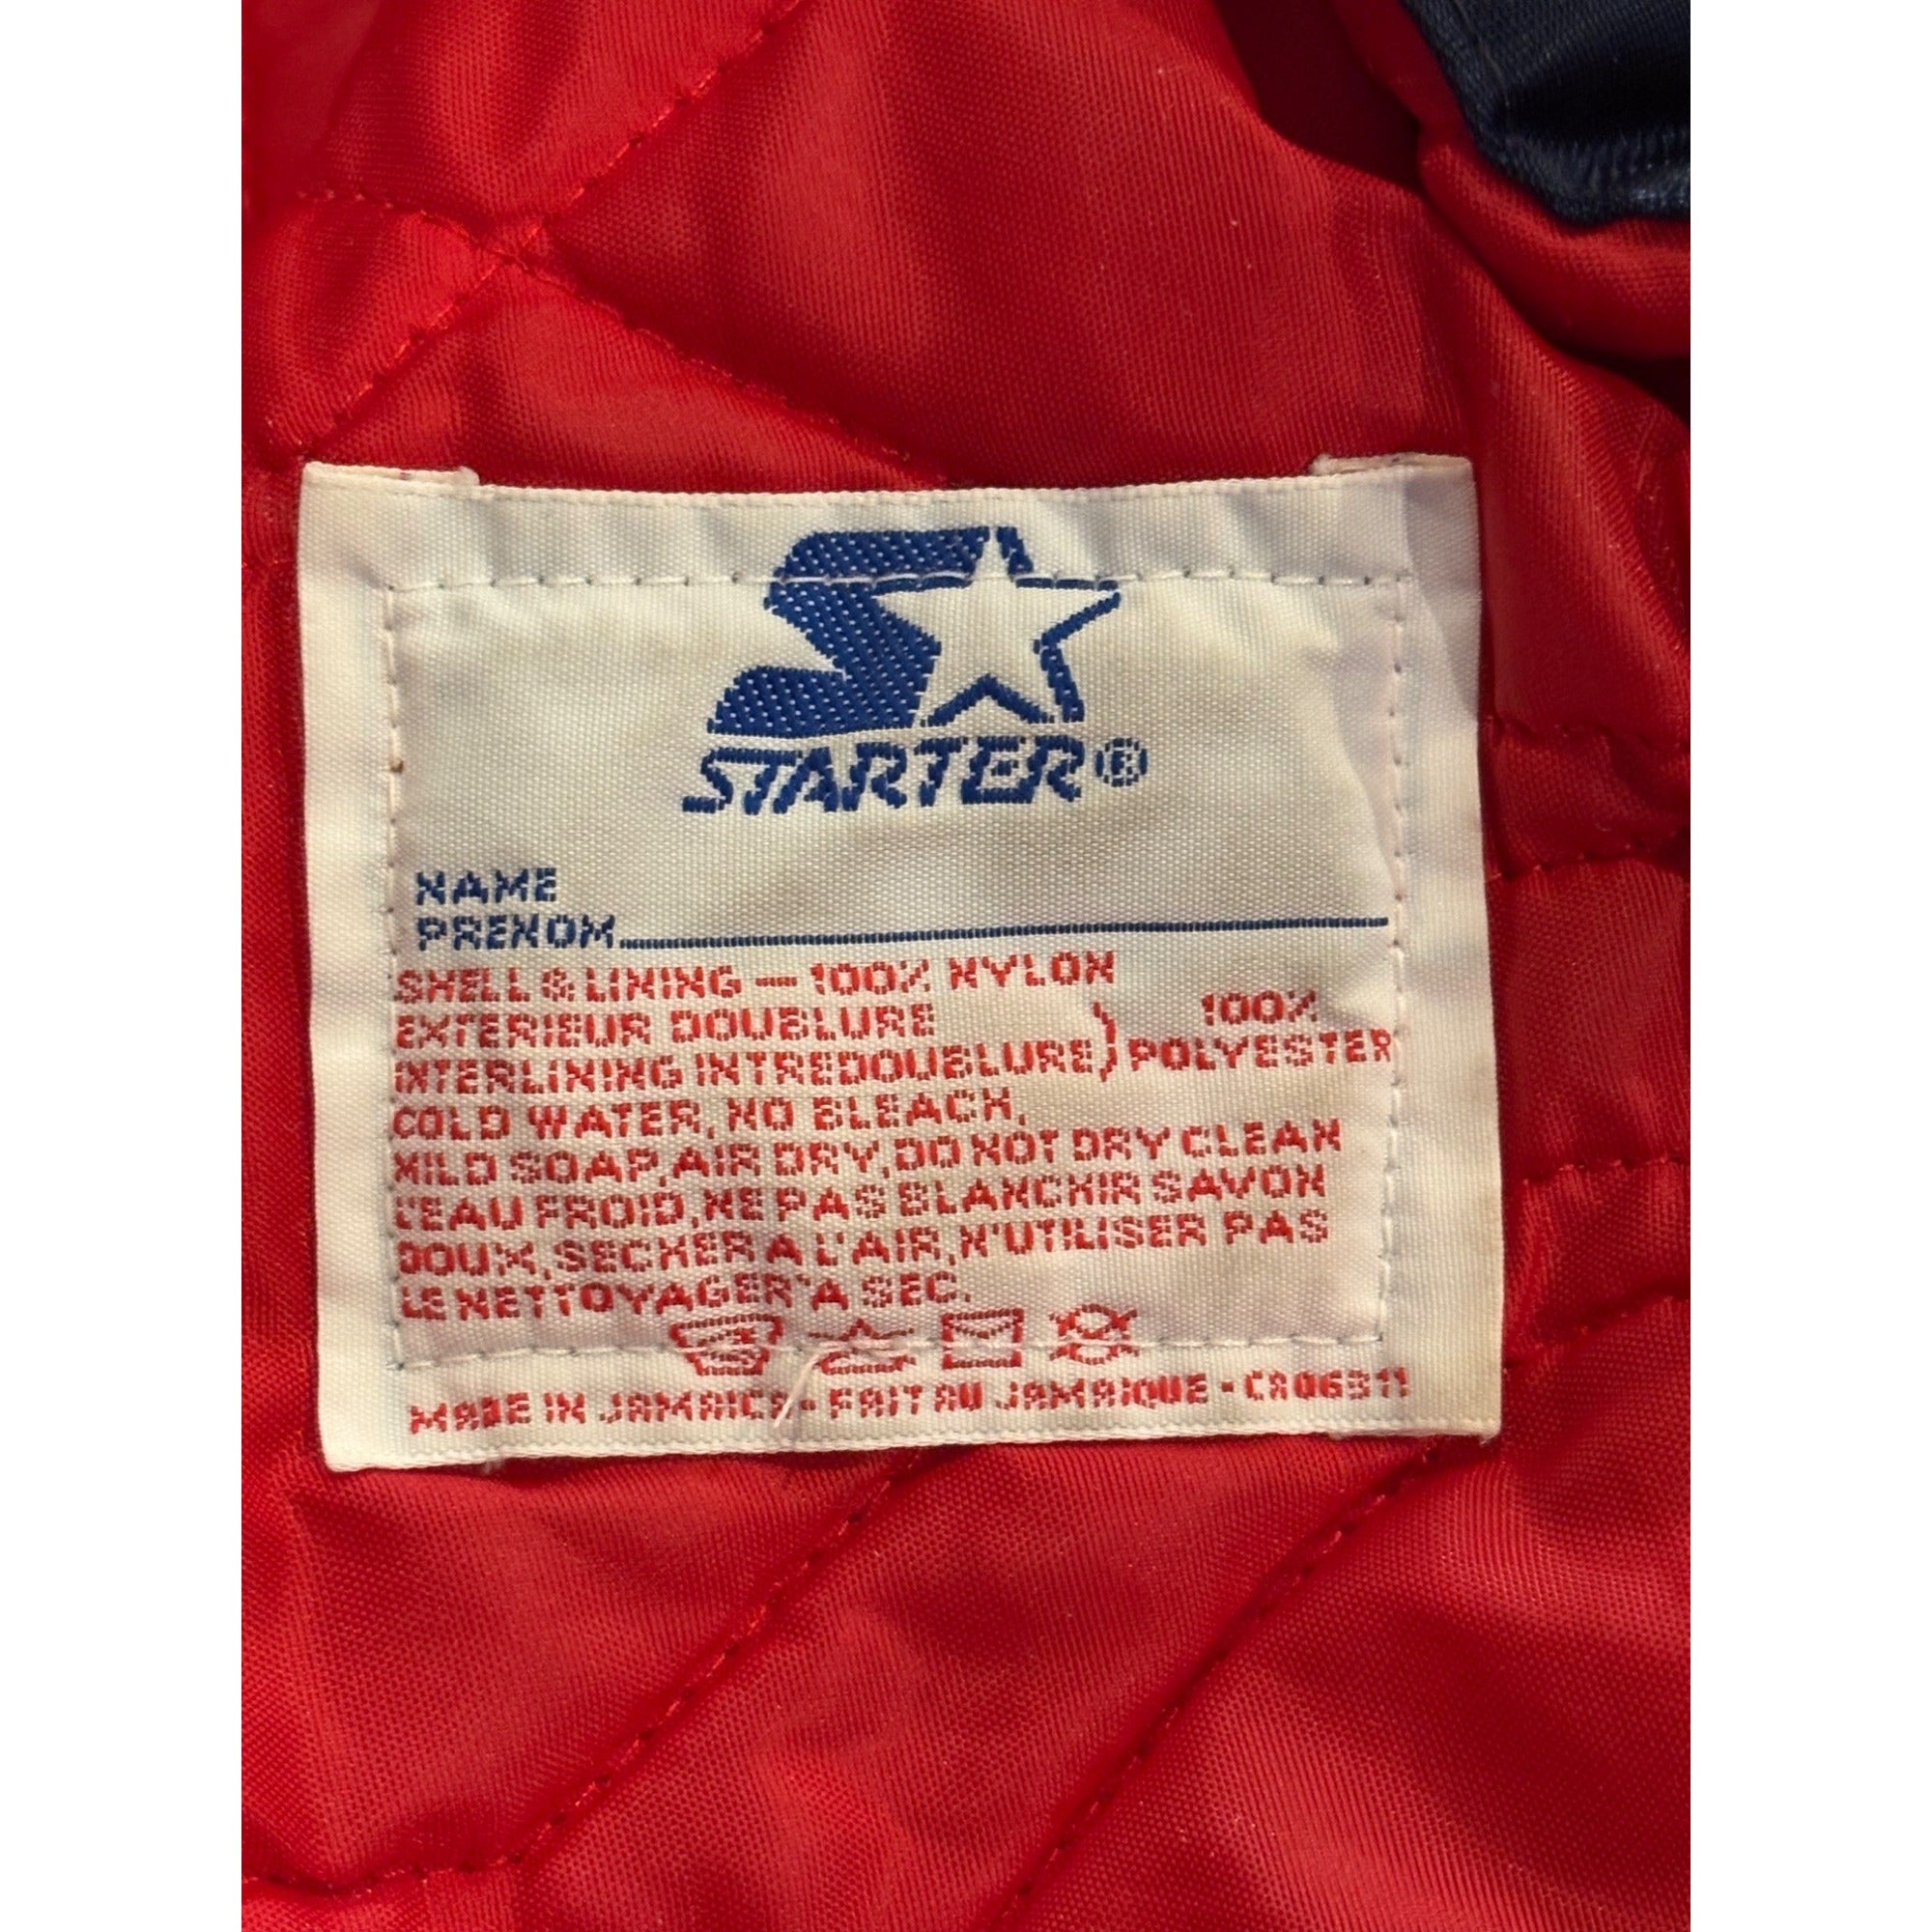 STARTER®
NAME
PRENOM
SHELL & LINING — 100% NYLON
EXTERIEUR DOUBLURE
INTERLINING INTREDOUBLURE) 100% POLYESTER
COLD WATER, NO BLEACH,
MILD SOAP, AIR DRY, DO NOT DRY CLEAN
L'EAU FROID, NE PAS BLANCHIR SAVON
DOUX, SECHER A L'AIR, N'UTILISER PAS
LE NETTOYAGER A SEC.
MADE IN JAMAICA - FAIT AU JAMAIQUE - CA06911